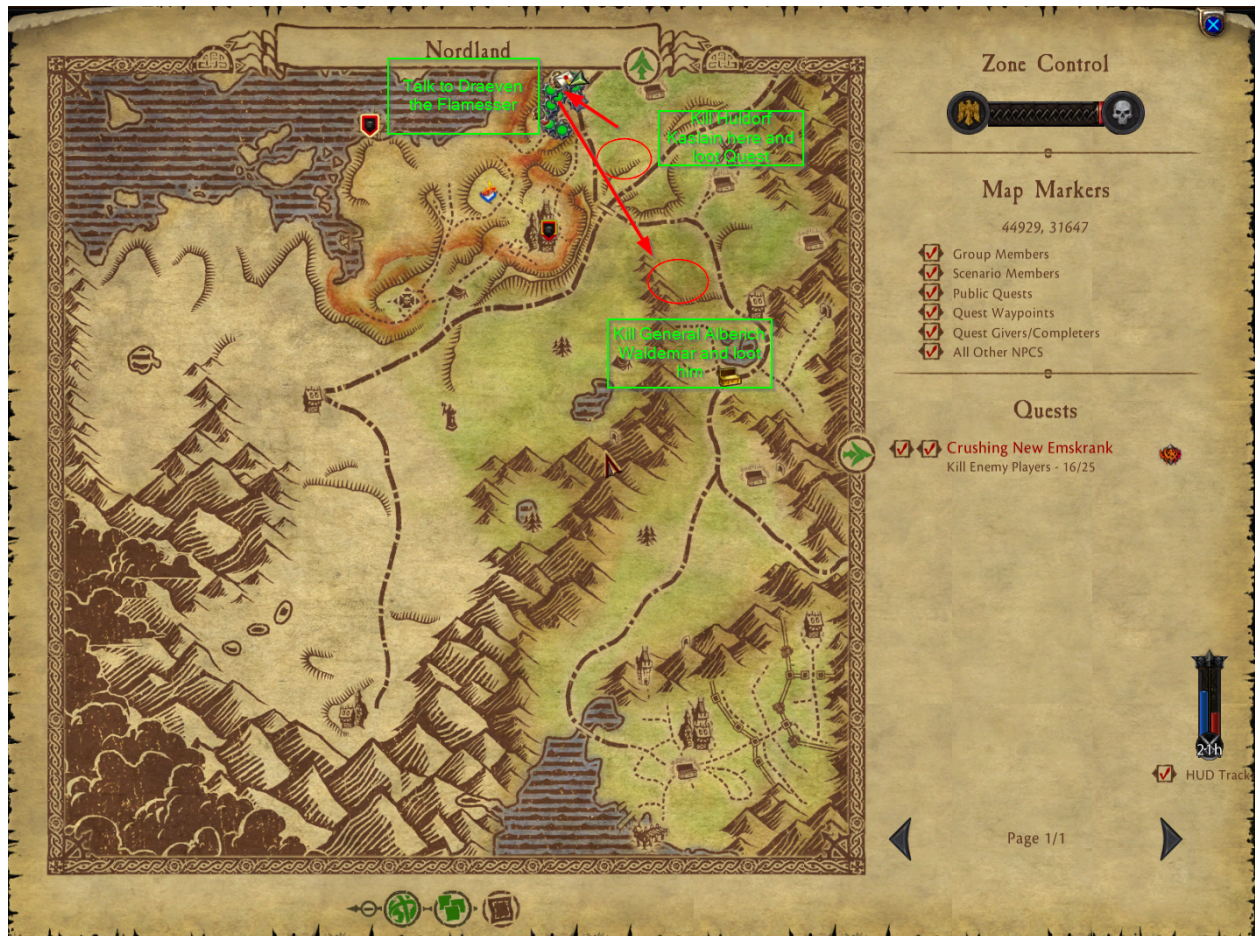 Nordland
Talk to Draeven
the Flamesser
Kill Huldorf
Kaslain here and
loot Quest
Kill General Alberich
Waldemar and loot
him
Zone Control
Map Markers
44929, 31647
Group Members
Scenario Members
Public Quests
Quest Waypoints
Quest Givers/Completers
All Other NPCS
Quests
Crushing New Emskrank
Kill Enemy Players - 16/25
21h
HUD Track
Page 1/1